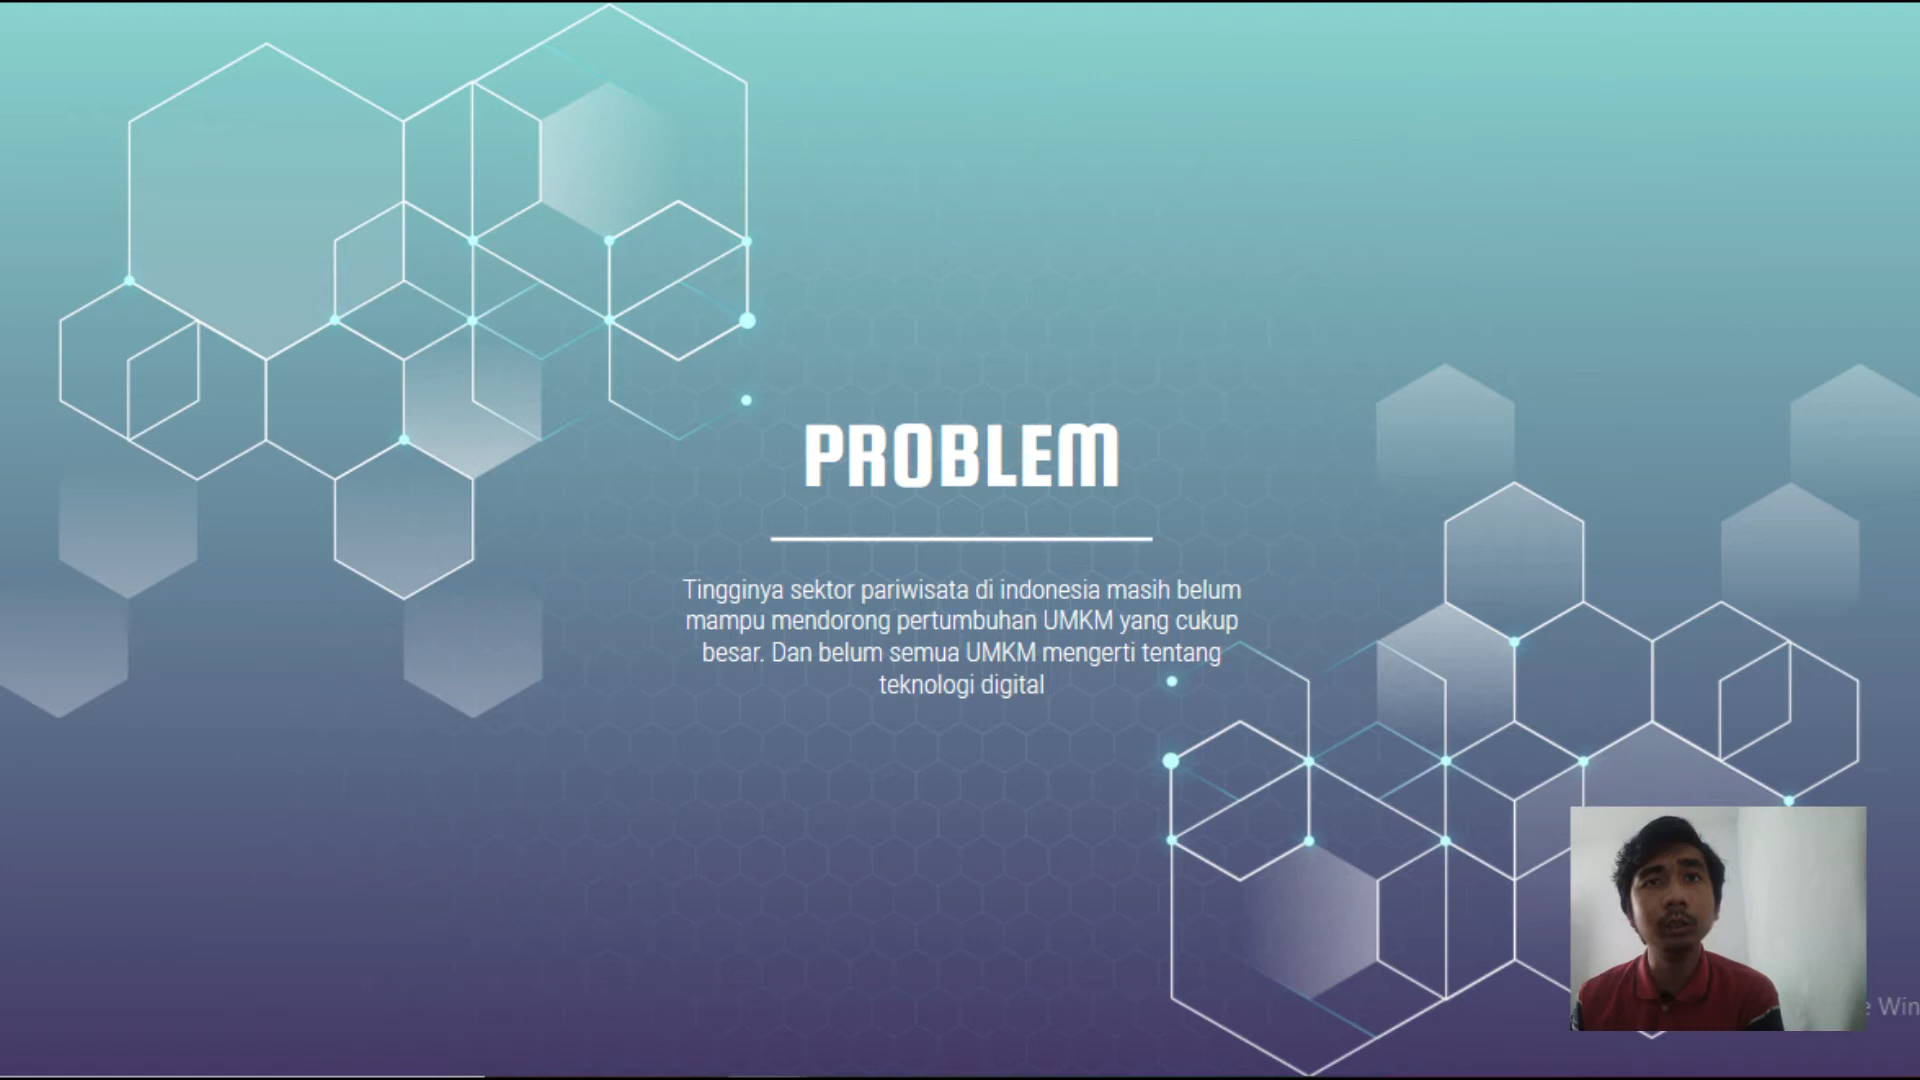 PROBLEM
Tingginya sektor pariwisata di indonesia masih belum
mampu mendorong pertumbuhan UMKM yang cukup
besar. Dan belum semua UMKM mengerti tentang
teknologi digital
e Win